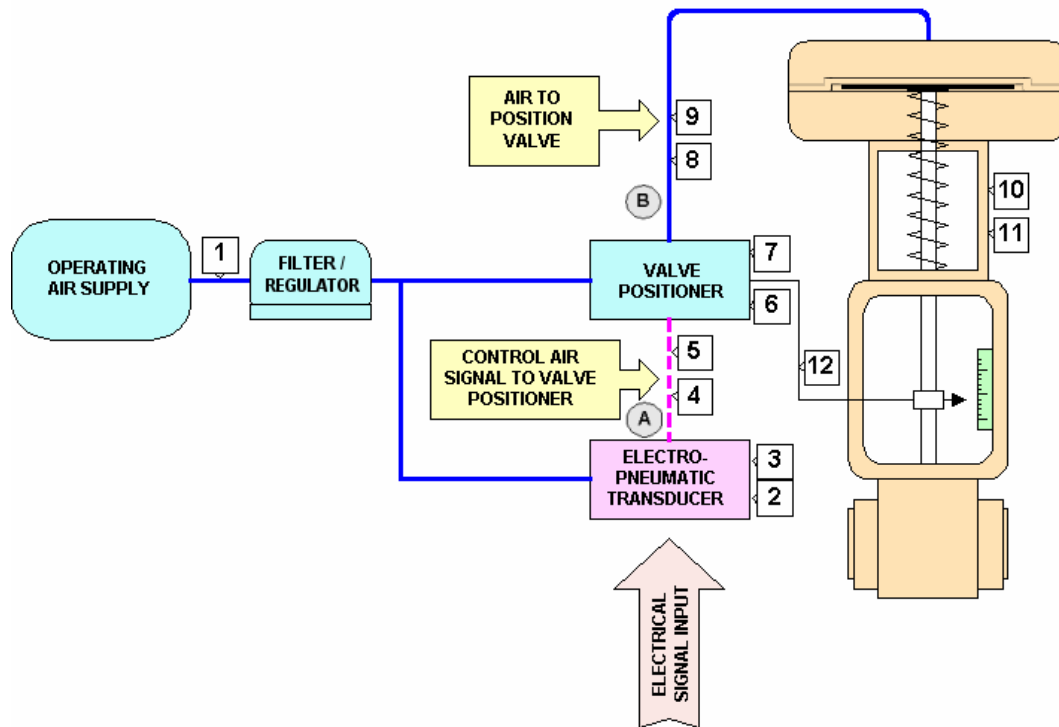 AIR TO
POSITION
VALVE
9
8
B
10
11
1
OPERATING
AIR SUPPLY
FILTER /
REGULATOR
VALVE
POSITIONER
7
6
CONTROL AIR
SIGNAL TO VALVE
POSITIONER
5
4
12
A
ELECTRO-
PNEUMATIC
TRANSDUCER
3
2
ELECTRICAL
SIGNAL INPUT